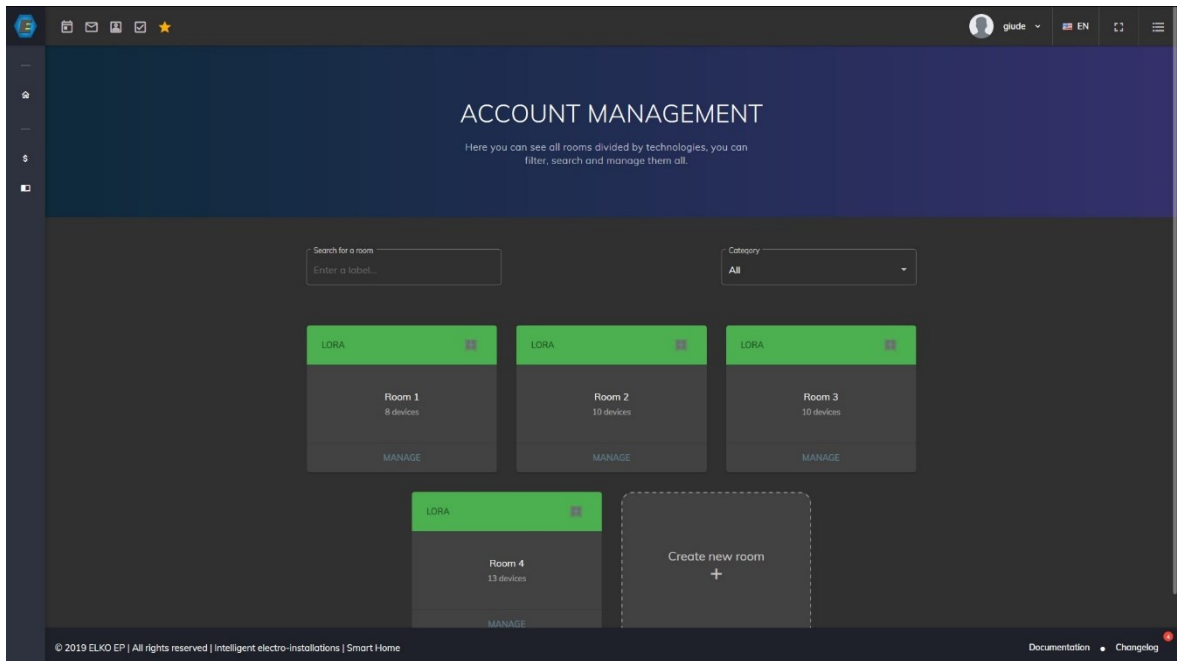 E
giude
EN
ACCOUNT MANAGEMENT
Here you can see all rooms divided by technologies, you can
filter, search and manage them all.
Search for a room
Enter a label...
Category
All
LORA
LORA
LORA
Room 1
8 devices
Room 2
10 devices
Room 3
10 devices
MANAGE
MANAGE
MANAGE
LORA
Room 4
13 devices
Create new room
+
MANAGE
© 2019 ELKO EP | All rights reserved | Intelligent electro-installations | Smart Home
Documentation • Changelog
4